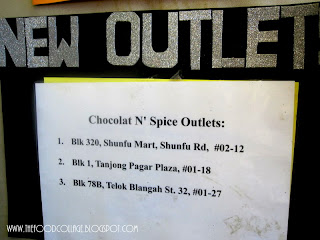 NEW OUTLET
Chocolat N' Spice Outlets:
1. Blk 320, Shunfu Mart, Shunfu Rd, #02-12
2. Blk 1, Tanjong Pagar Plaza, #01-18
3. Blk 78B, Telok Blangah St. 32, #01-27
WWW.THEFOODCOLLAGE.BLOGSPOT.COM